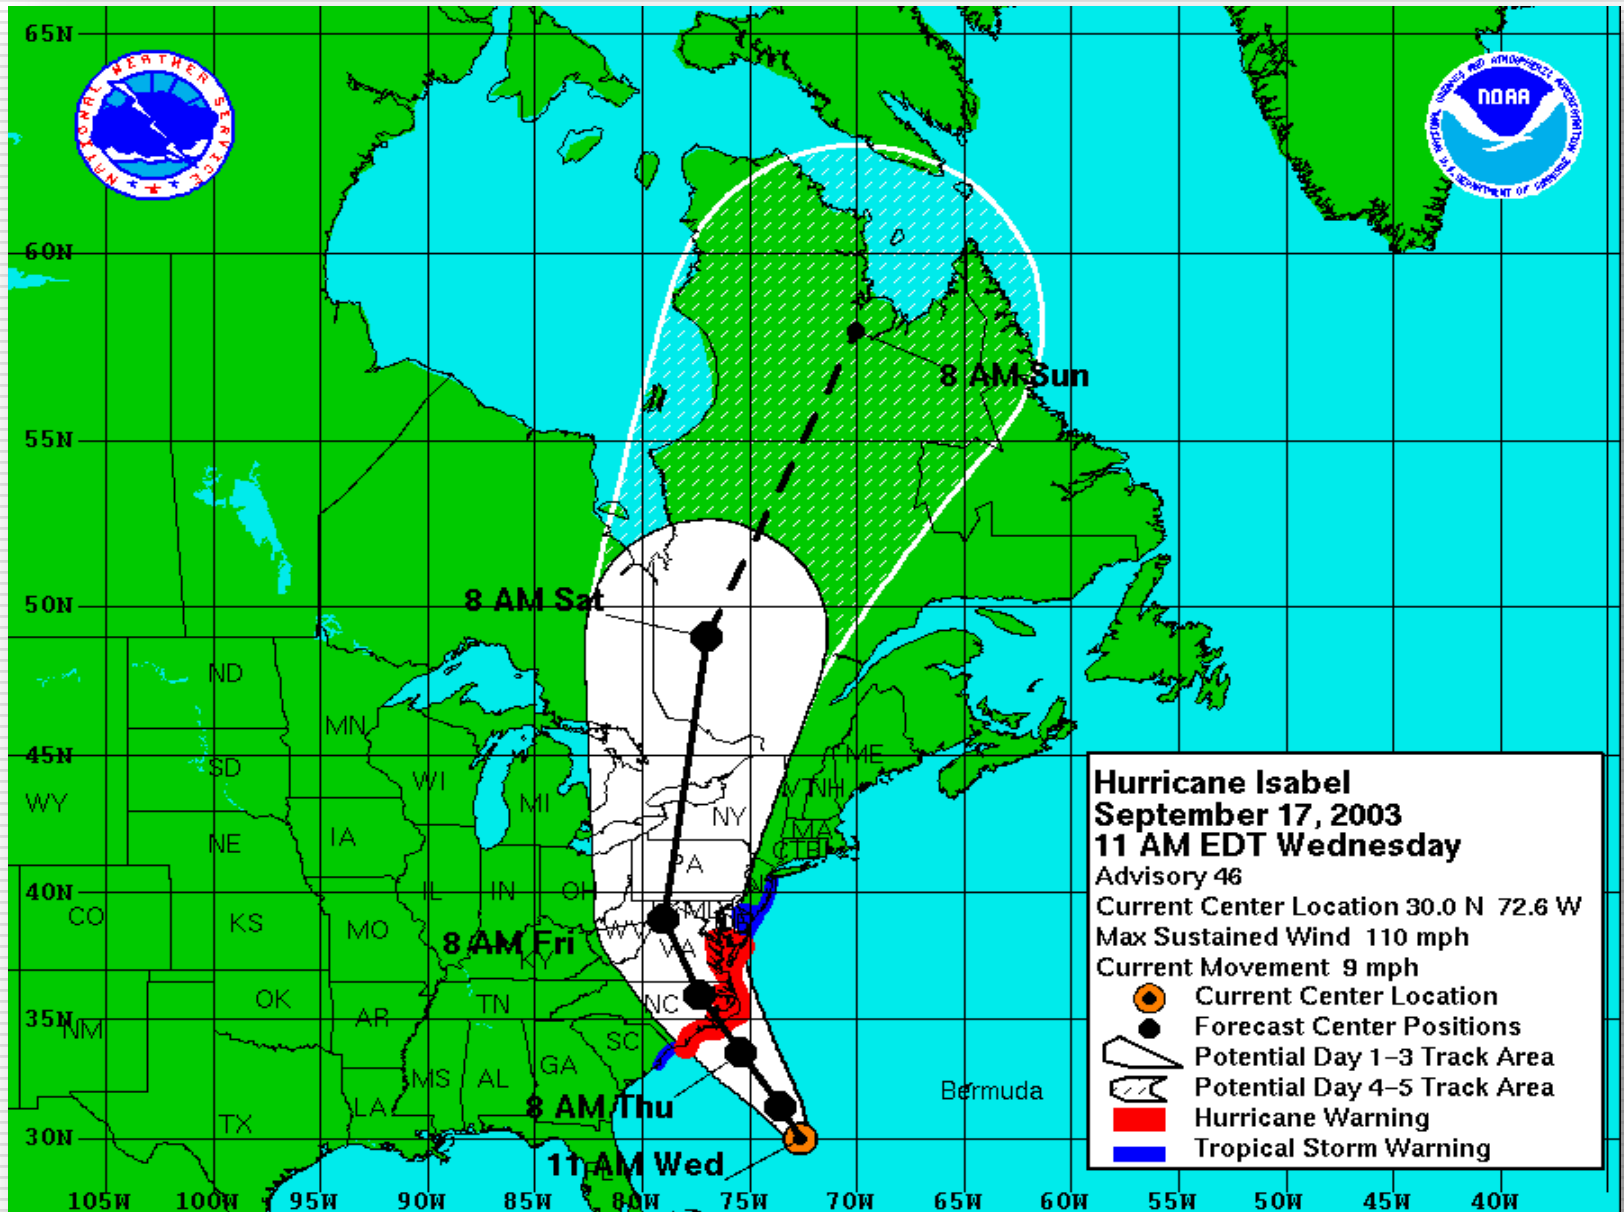 65N
NATIONAL WEATHER SERVICE
NOAA
60N
8 AM Sun
55N
8 AM Sat
50N
ND
MN
SD
45N
ME
WY
WI
MI
VT
NH
NY
NE
IA
MA
PA
40N
IL
IN
OH
CO
KS
MO
8 AM Fri
WV
VA
KY
OK
TN
NC
35N
NM
AR
SC
MS
AL
GA
LA
TX
8 AM Thu
Bermuda
30N
11 AM Wed
FL
105W 100W 95W 90W 85W 80W 75W 70W 65W 60W 55W 50W 45W 40W
Hurricane Isabel
September 17, 2003
11 AM EDT Wednesday
Advisory 46
Current Center Location 30.0 N 72.6 W
Max Sustained Wind 110 mph
Current Movement 9 mph
Current Center Location
Forecast Center Positions
Potential Day 1-3 Track Area
Potential Day 4-5 Track Area
Hurricane Warning
Tropical Storm Warning